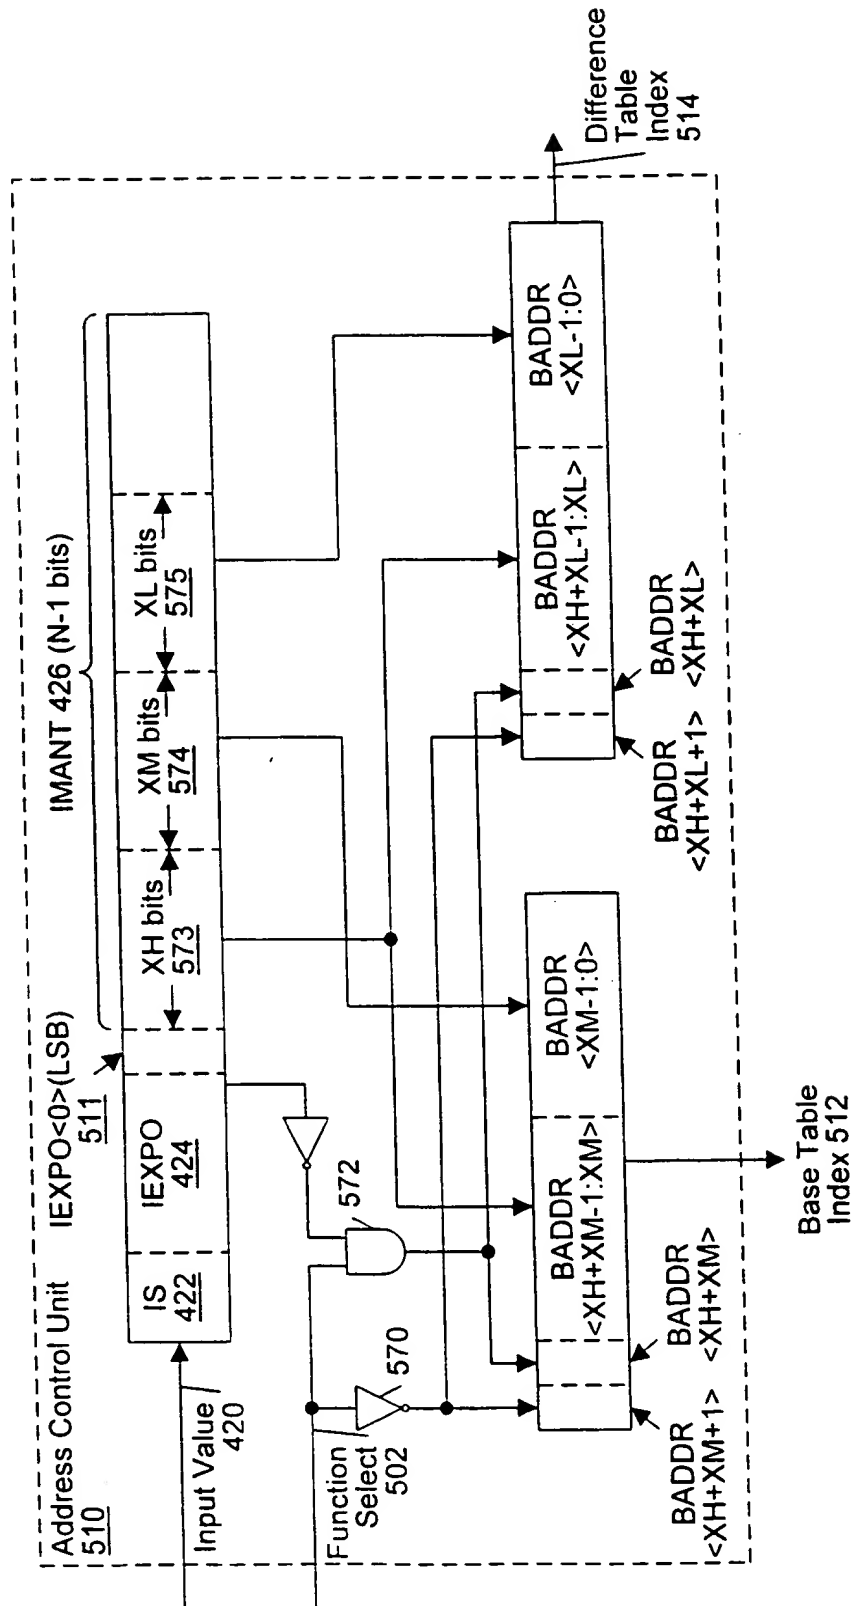 Address Control Unit
510
IEXPO<0>(LSB)
511
IMANT 426 (N-1 bits)
IS
422
IEXPO
424
XH bits
573
XM bits
574
XL bits
575
Input Value
420
Function
Select
502
570
572
BADDR
<XH+XM-1:XM>
BADDR
<XM-1:0>
BADDR
<XH+XM+1>
BADDR
<XH+XM>
Base Table
Index 512
BADDR
<XH+XL-1:XL>
BADDR
<XL-1:0>
BADDR
<XH+XL+1>
BADDR
<XH+XL>
Difference
Table
Index
514